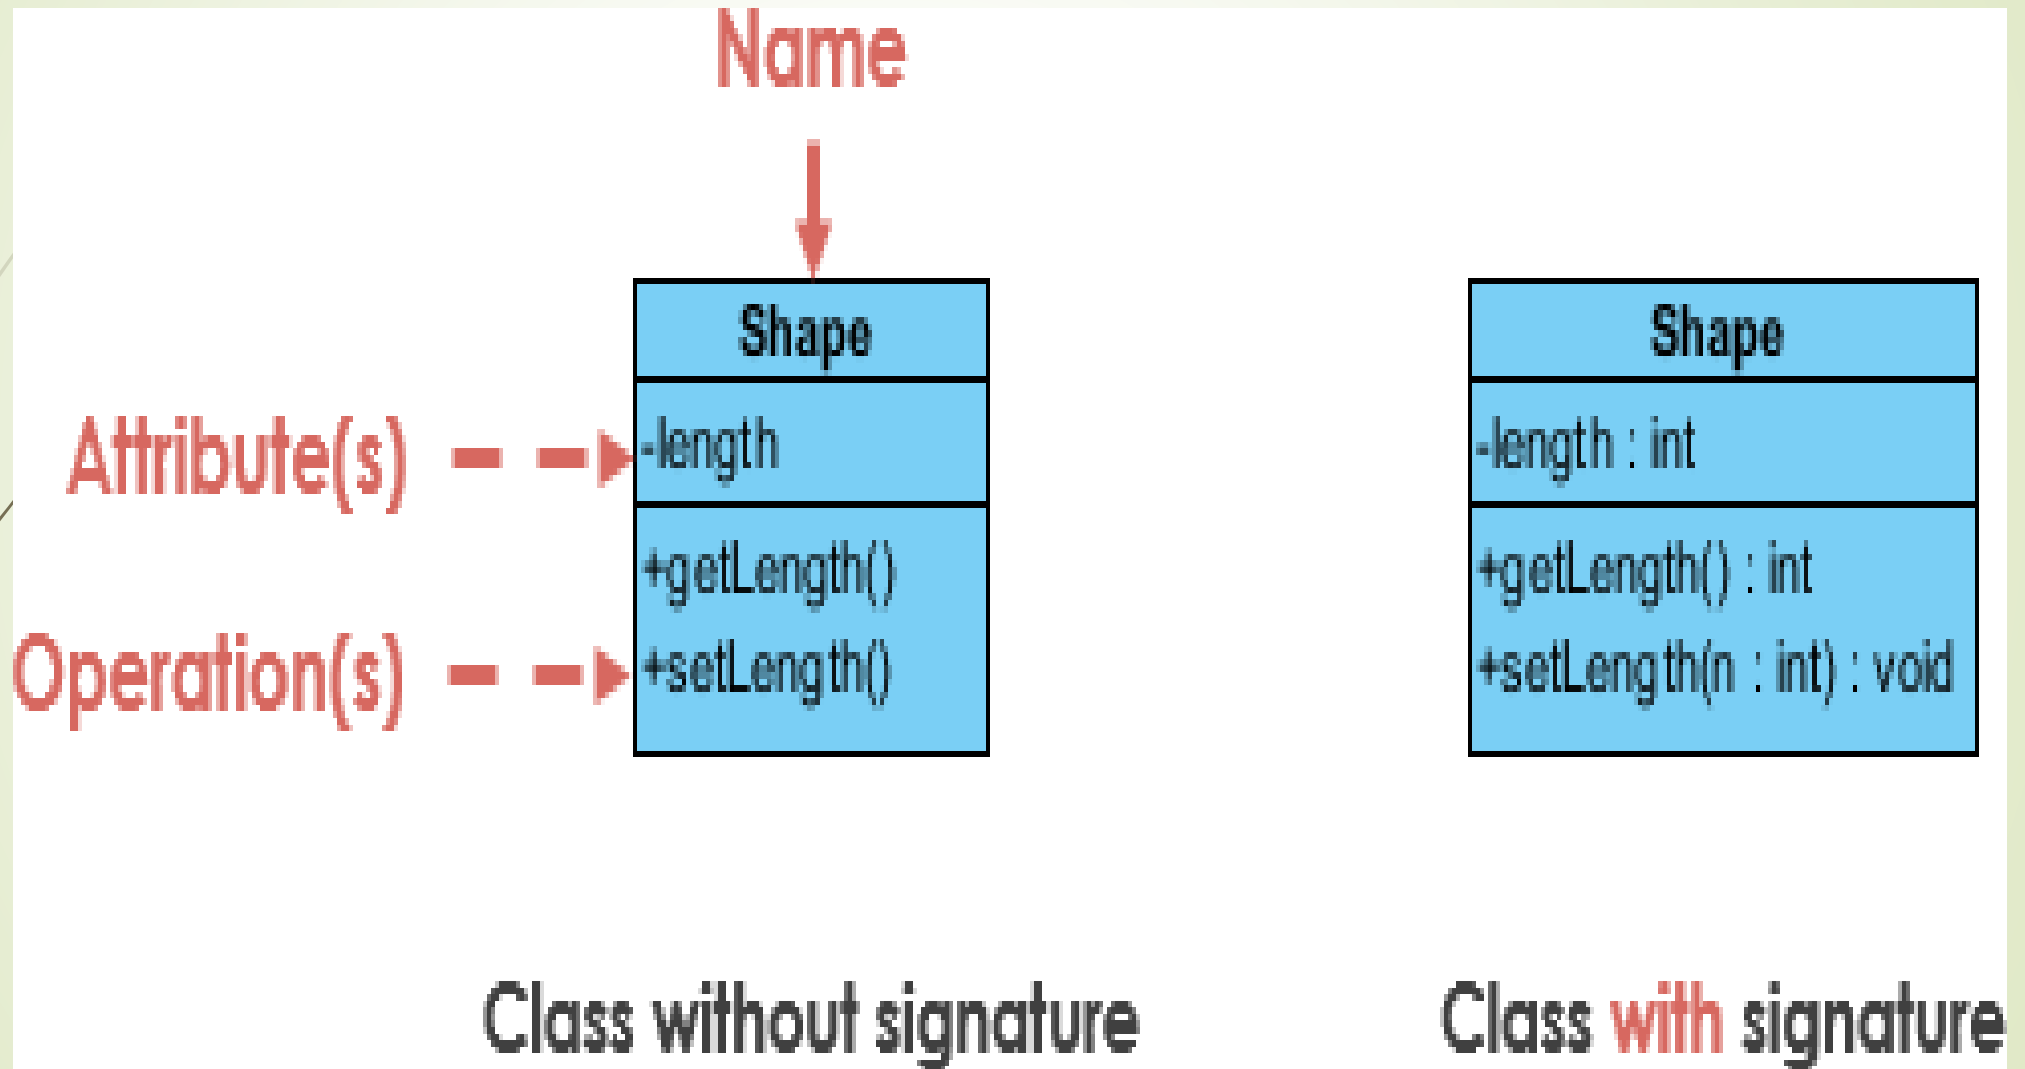 Name
Shape
Attribute(s)
-length
+getLength()
Operation(s)
+setLength()
Class without signature
Shape
-length : int
+getLength() : int
+setLength(n : int) : void
Class with signature